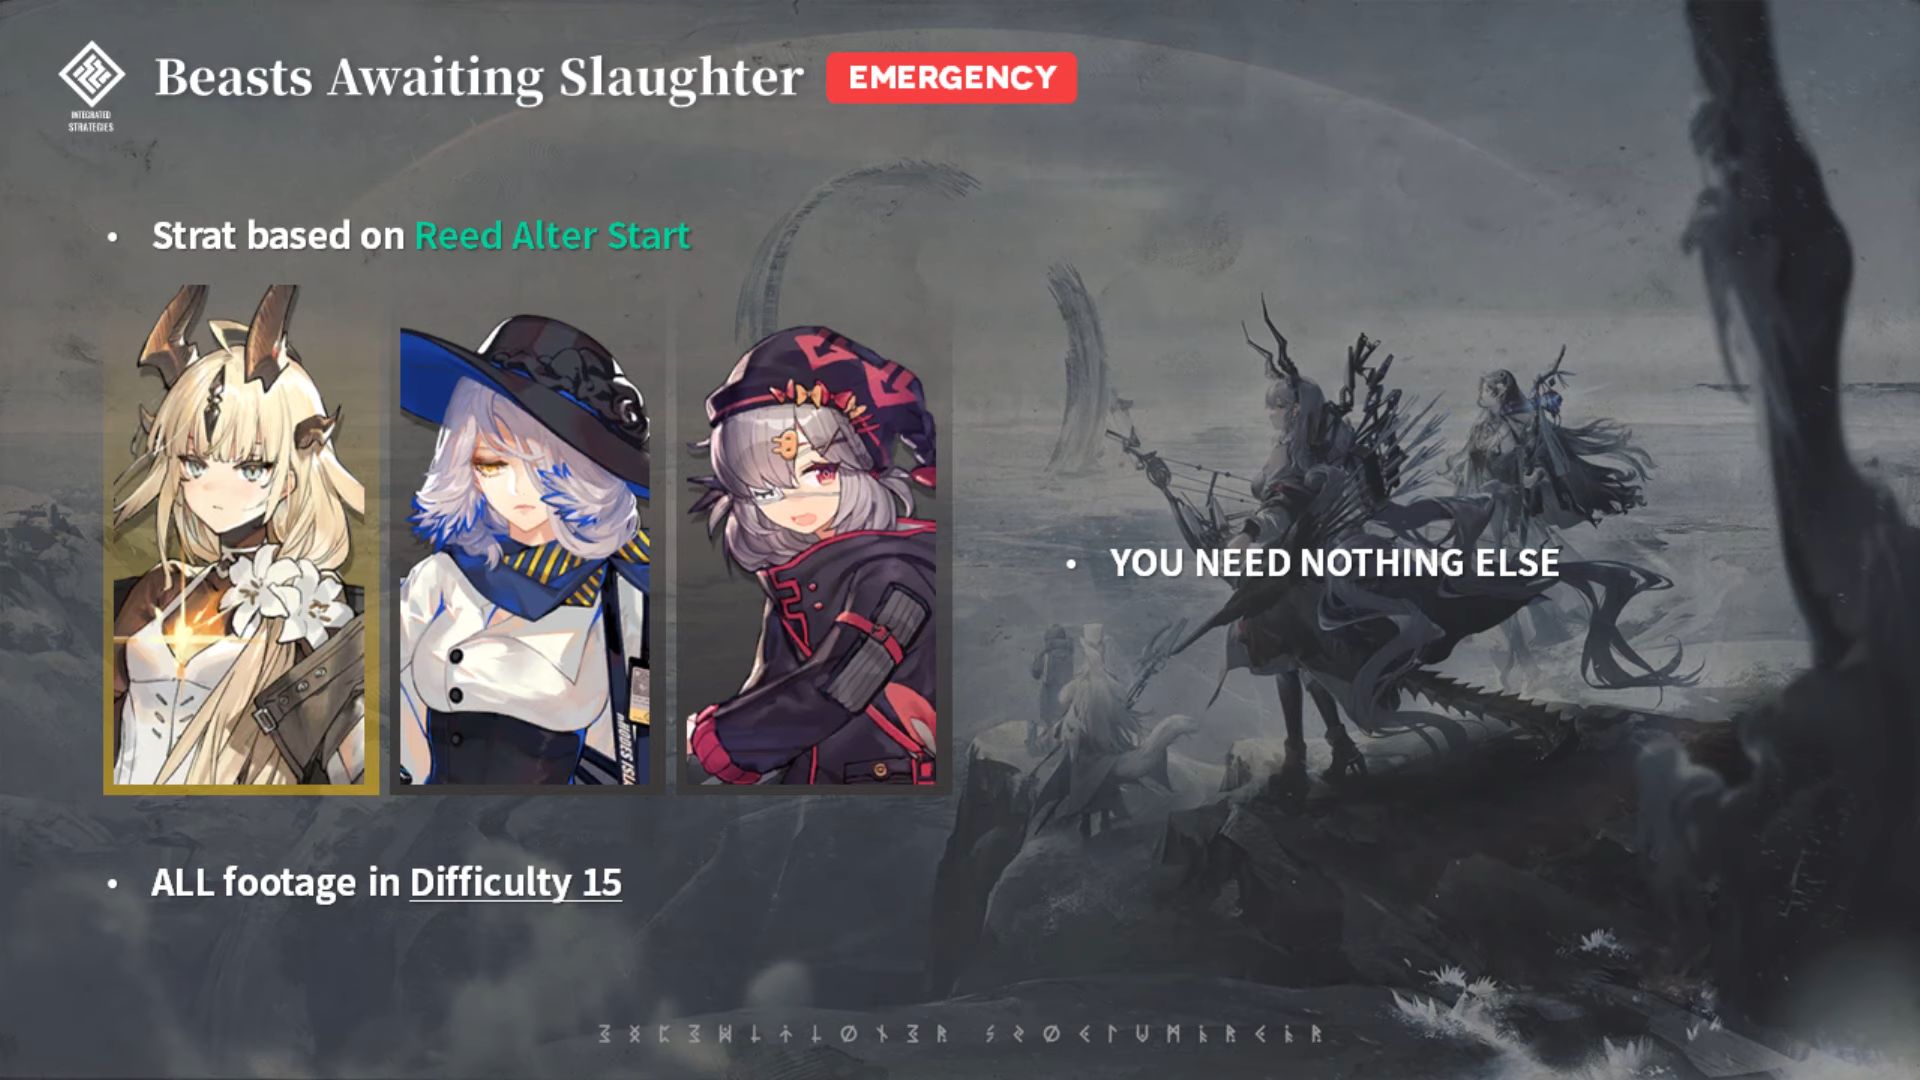 Beasts Awaiting Slaughter EMERGENCY
INTEGRATED
STRATEGIES
• Strat based on Reed Alter Start
• YOU NEED NOTHING ELSE
• ALL footage in Difficulty 15